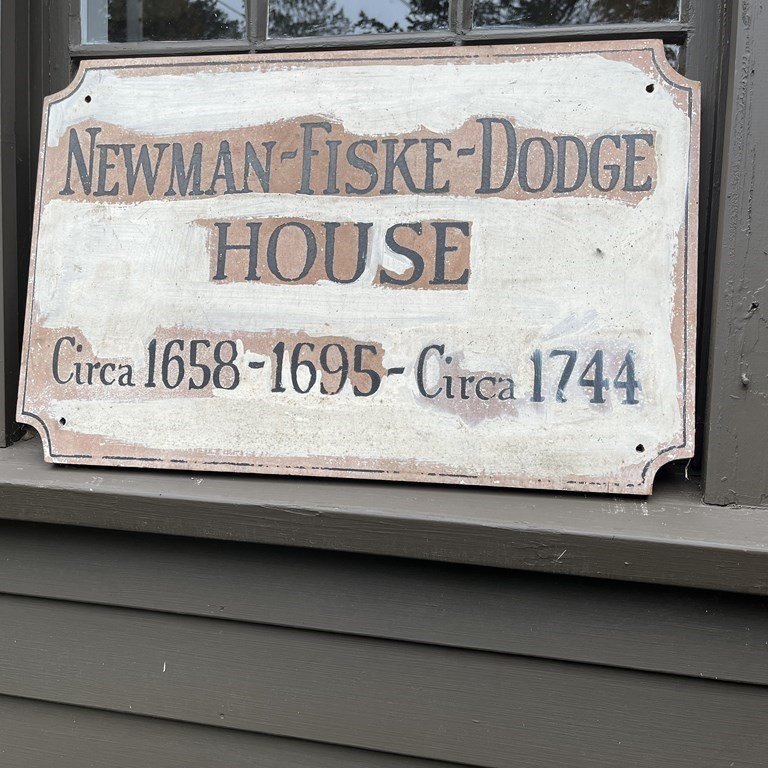 NEWMAN-FISKE-DODGE
HOUSE
Circa 1658-1695-Circa 1744